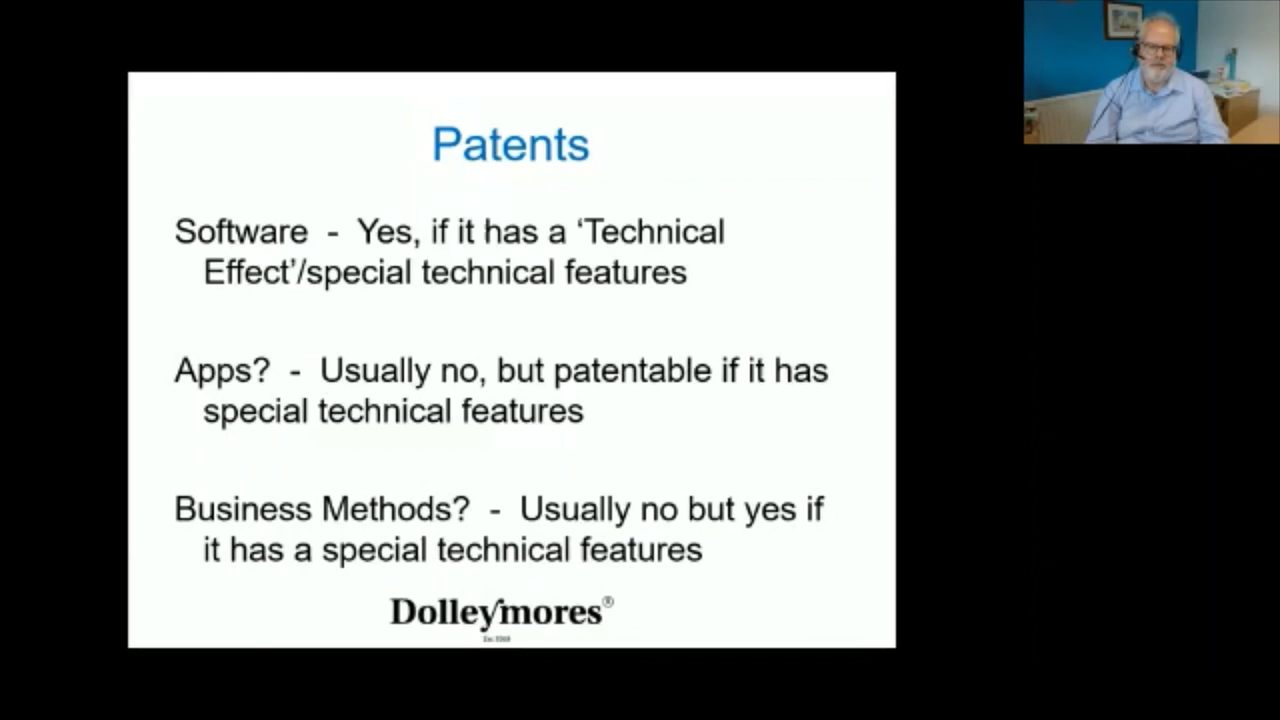 Patents
Software - Yes, if it has a ‘Technical
Effect’/special technical features
Apps? - Usually no, but patentable if it has
special technical features
Business Methods? - Usually no but yes if
it has a special technical features
Dolleymores®